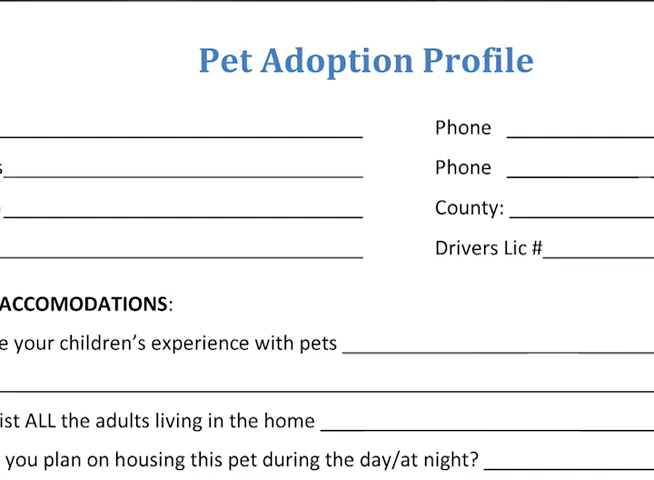 Pet Adoption Profile
Phone
s Phone
County:
Drivers Lic #
ACCOMODATIONS:
e your children’s experience with pets
ist ALL the adults living in the home
you plan on housing this pet during the day/at night?